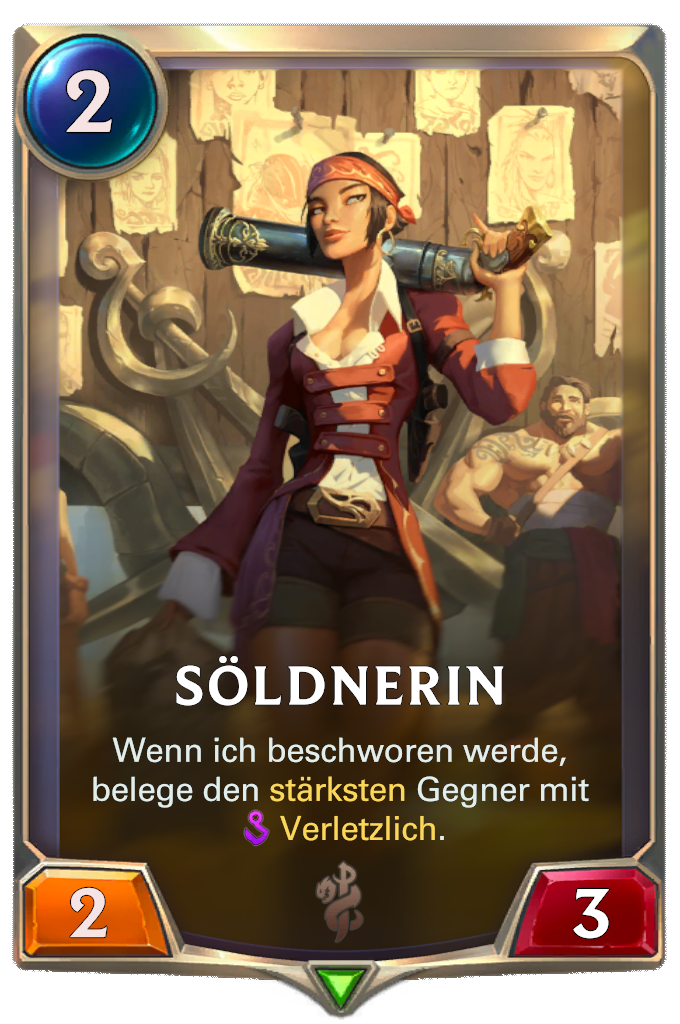 2
SÖLDNERIN
Wenn ich beschworen werde,
belege den stärksten Gegner mit
Verletzlich.
2
3